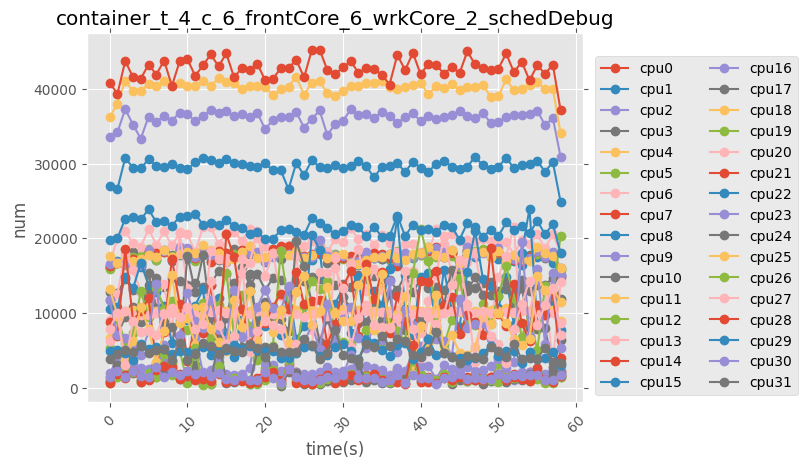 container_t_4_c_6_frontCore_6_wrkCore_2_schedDebug
num
40000
30000
20000
10000
0
0
10
20
30
40
50
60
time(s)
cpu0
cpu1
cpu2
cpu3
cpu4
cpu5
cpu6
cpu7
cpu8
cpu9
cpu10
cpu11
cpu12
cpu13
cpu14
cpu15
cpu16
cpu17
cpu18
cpu19
cpu20
cpu21
cpu22
cpu23
cpu24
cpu25
cpu26
cpu27
cpu28
cpu29
cpu30
cpu31